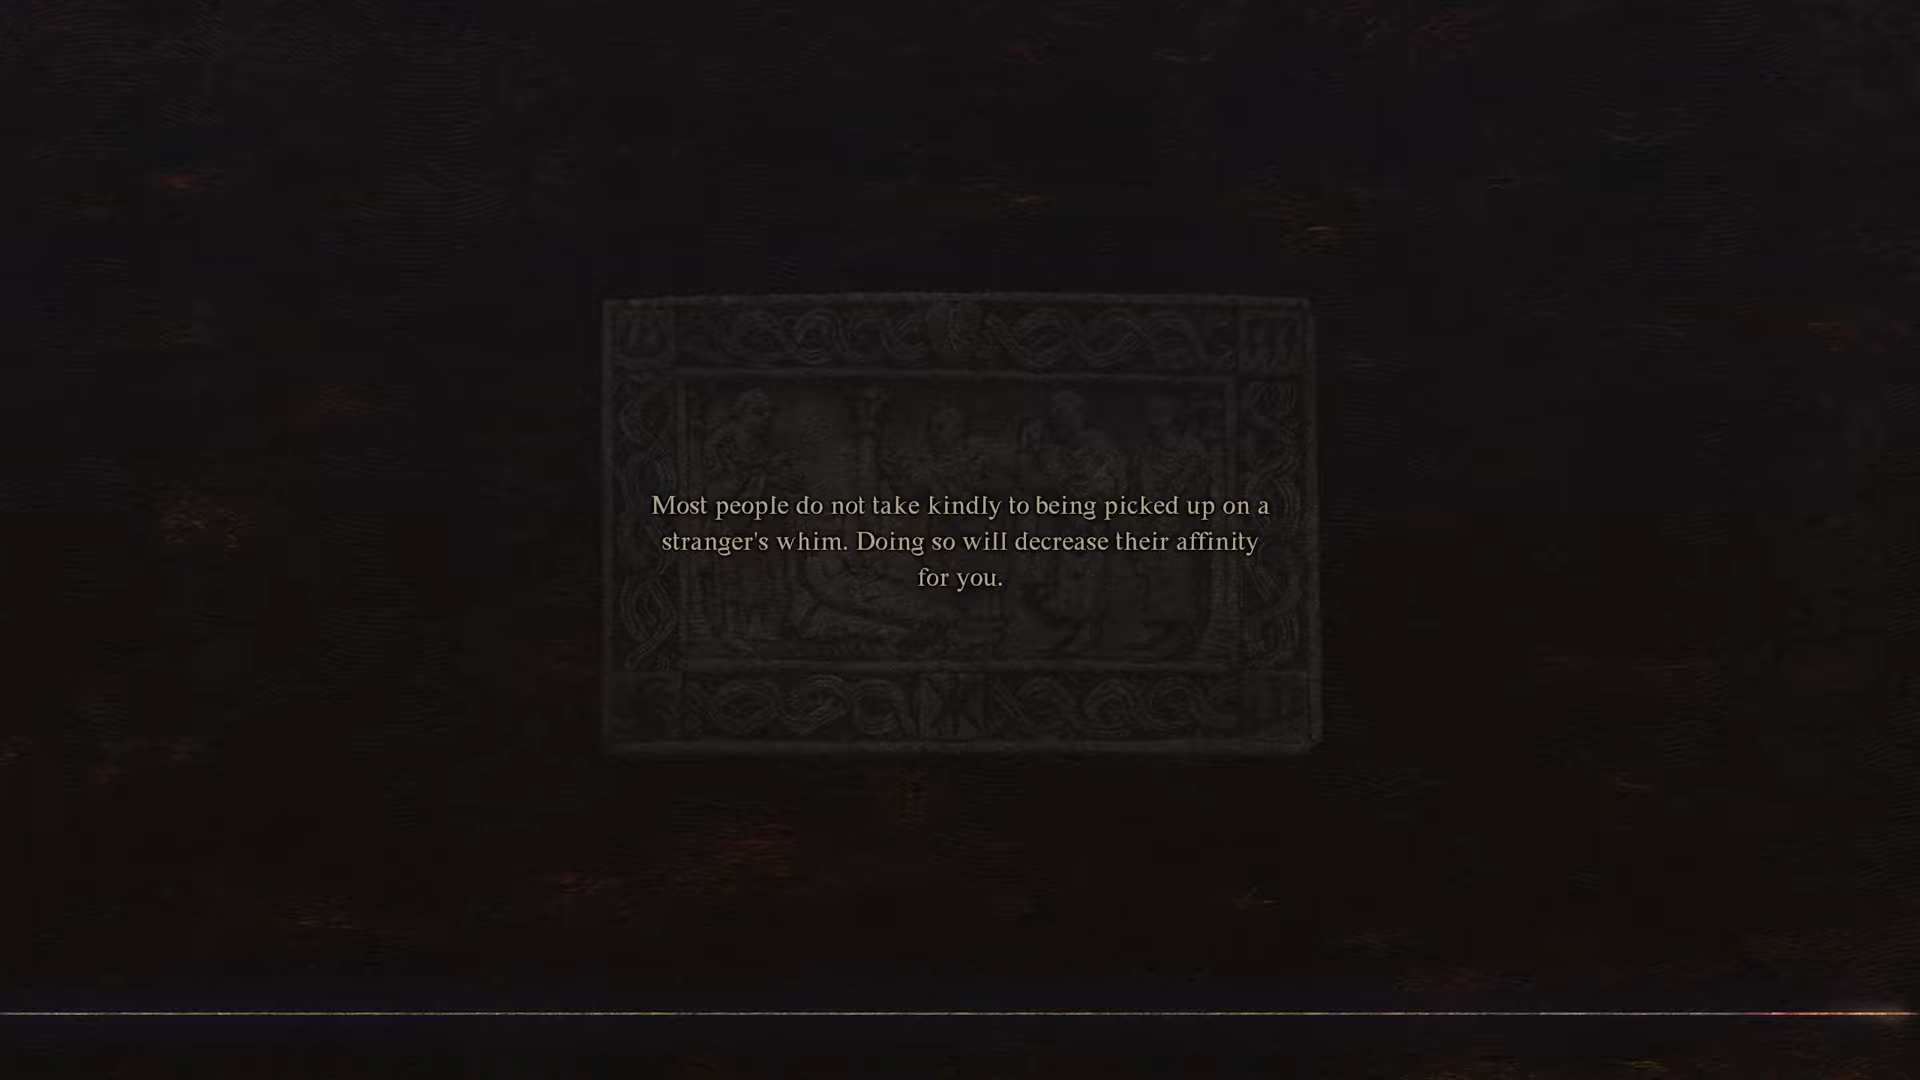 Most people do not take kindly to being picked up on a
stranger's whim. Doing so will decrease their affinity
for you.